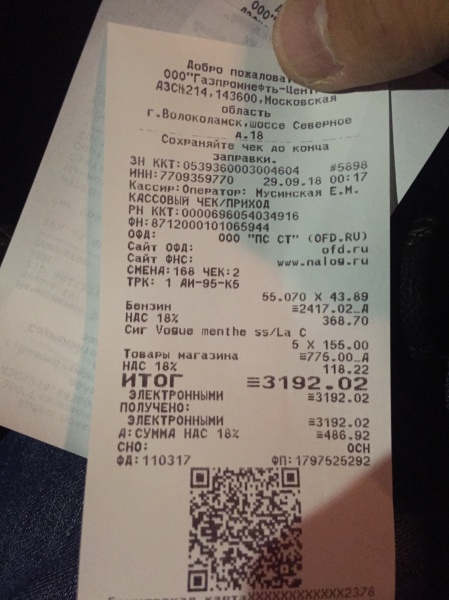 Добро пожаловат
ООО"Газпромнефть-Цент
АЗС№214,143600,Московская
область
г.Волоколамск,шоссе Северное
д.18
Сохраняйте чек до конца
заправки.
ЗН ККТ:0539360003004604 #5898
ИНН:7709359770 29.09.18 00:17
Кассир:Оператор: Мусинская Е.М.
КАССОВЫЙ ЧЕК/ПРИХОД
РН ККТ:0000696054034916
ФН:8712000101065944
ОФД: ООО "ПС СТ" (OFD.RU)
Сайт ОФД: ofd.ru
Сайт ФНС: www.nalog.ru
СМЕНА:168 ЧЕК:2
ТРК: 1 АИ-95-К5
55.070 X 43.89
Бензин ≡2417.02_А
НДС 18% 368.70
Сиг Vogue menthe ss/La C
5 X 155.00
Товары магазина ≡775.00_А
НДС 18% 118.22
ИТОГ ≡3192.02
ЭЛЕКТРОННЫМИ ≡3192.02
ПОЛУЧЕНО:
ЭЛЕКТРОННЫМИ ≡3192.02
А:СУММА НДС 18% ≡486.92
СНО: ОСН
ФД:110317 ФП:1797525292